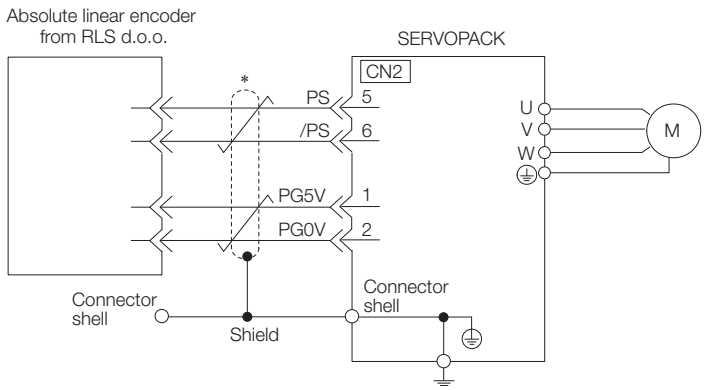 Absolute linear encoder
from RLS d.o.o.
SERVOPACK
CN2
*
PS 5
/PS 6
PG5V 1
PG0V 2
U
V
W
M
Connector
shell
Shield
Connector
shell